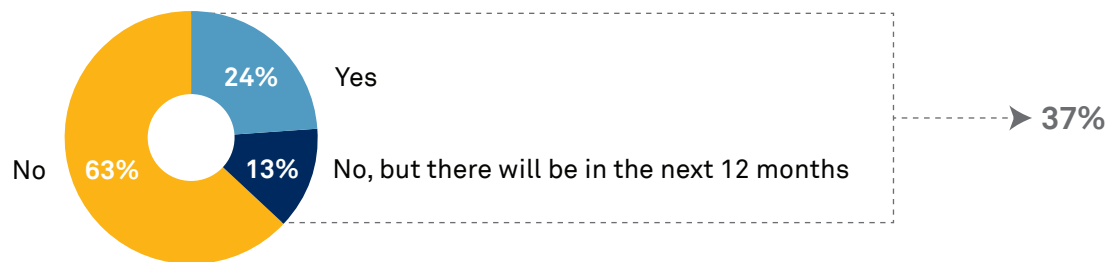 24%
Yes
37%
No
63%
13%
No, but there will be in the next 12 months